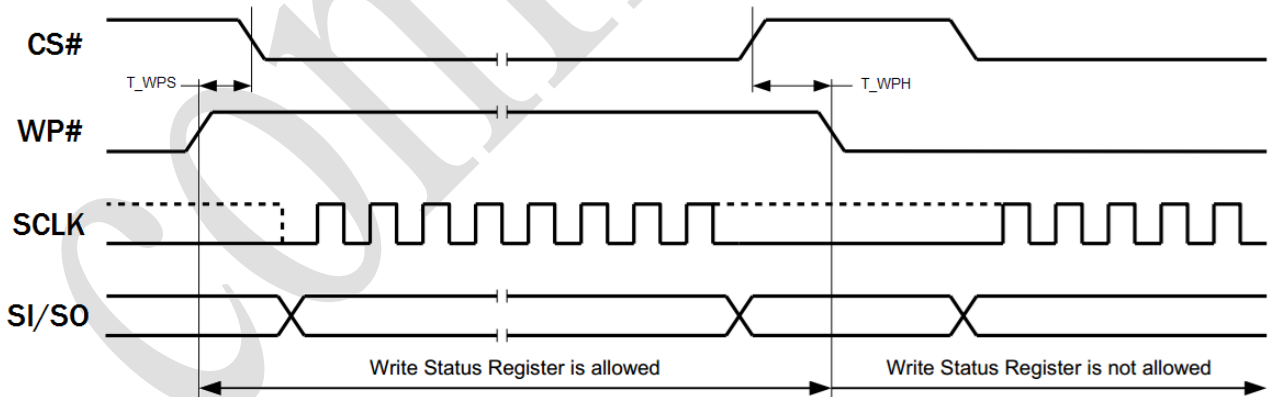 CS#
T_WPS
T_WPH
WP#
SCLK
SI/SO
Write Status Register is allowed
Write Status Register is not allowed